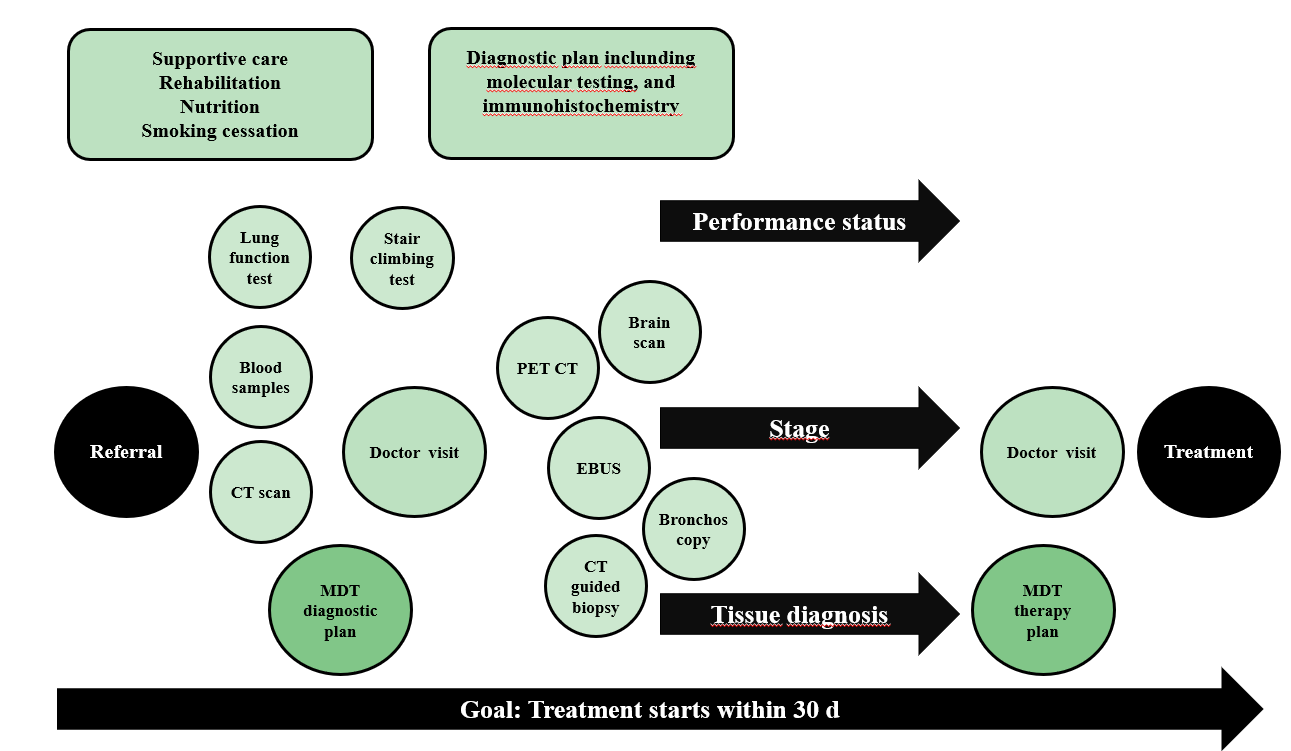 Supportive care
Rehabilitation
Nutrition
Smoking cessation
Diagnostic plan inclunding
molecular testing, and
immunohistochemistry
Performance status
Lung
function
test
Stair
climbing
test
Brain
scan
PET CT
Blood
samples
Referral
Doctor visit
Stage
Doctor visit
Treatment
EBUS
CT scan
Bronchos
copy
CT
guided
biopsy
MDT
diagnostic
plan
Tissue diagnosis
MDT
therapy
plan
Goal: Treatment starts within 30 d